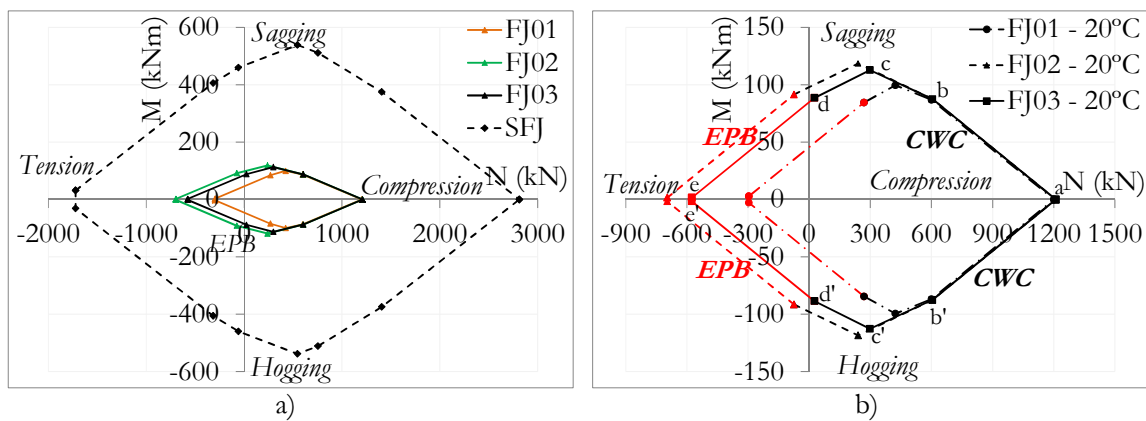 M (kNm)
600
400
200
0
-200
-400
-600
Sagging
FJ01
FJ02
FJ03
SFJ
Tension
Compression
N (kN)
-2000 -1000 0 1000 2000 3000
EPB
Hogging
a)
M (kNm)
150
100
50
0
-50
-100
-150
Sagging
FJ01 - 20ºC
FJ02 - 20ºC
FJ03 - 20ºC
c
b
d
EPB
CWC
Tension
e
e'
Compression
a
N (kN)
-900 -600 -300 0 300 600 900 1200 1500
EPB
CWC
d'
b'
c'
Hogging
b)